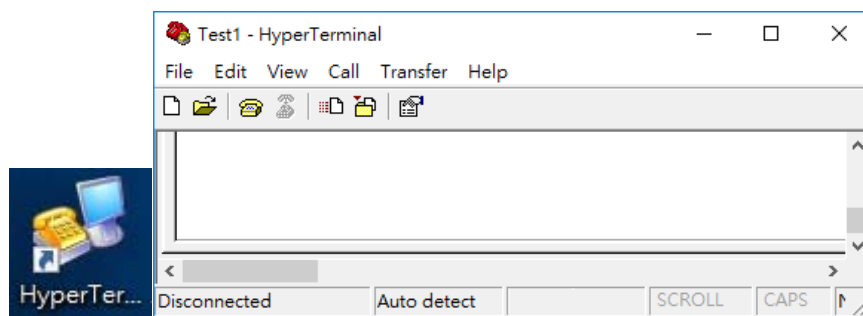 Test1 - HyperTerminal
File Edit View Call Transfer Help
HyperTer...
Disconnected Auto detect SCROLL CAPS